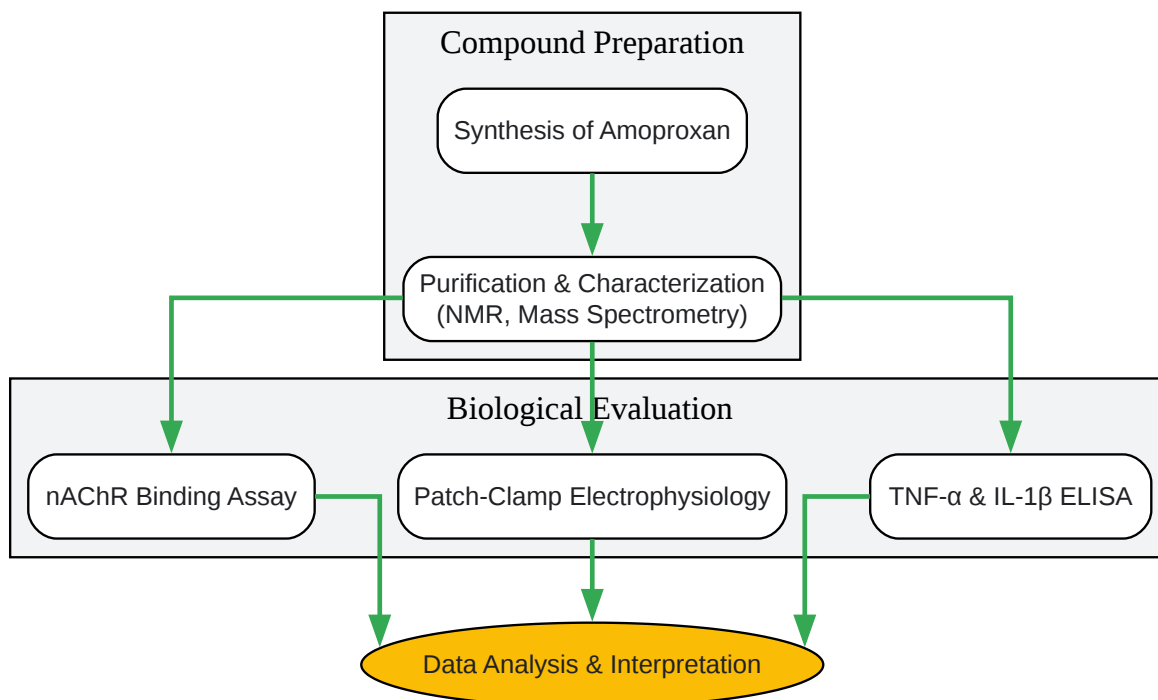 Compound Preparation
Synthesis of Amoproxan
Purification & Characterization
(NMR, Mass Spectrometry)
Biological Evaluation
nAChR Binding Assay
Patch-Clamp Electrophysiology
TNF-α & IL-1β ELISA
Data Analysis & Interpretation